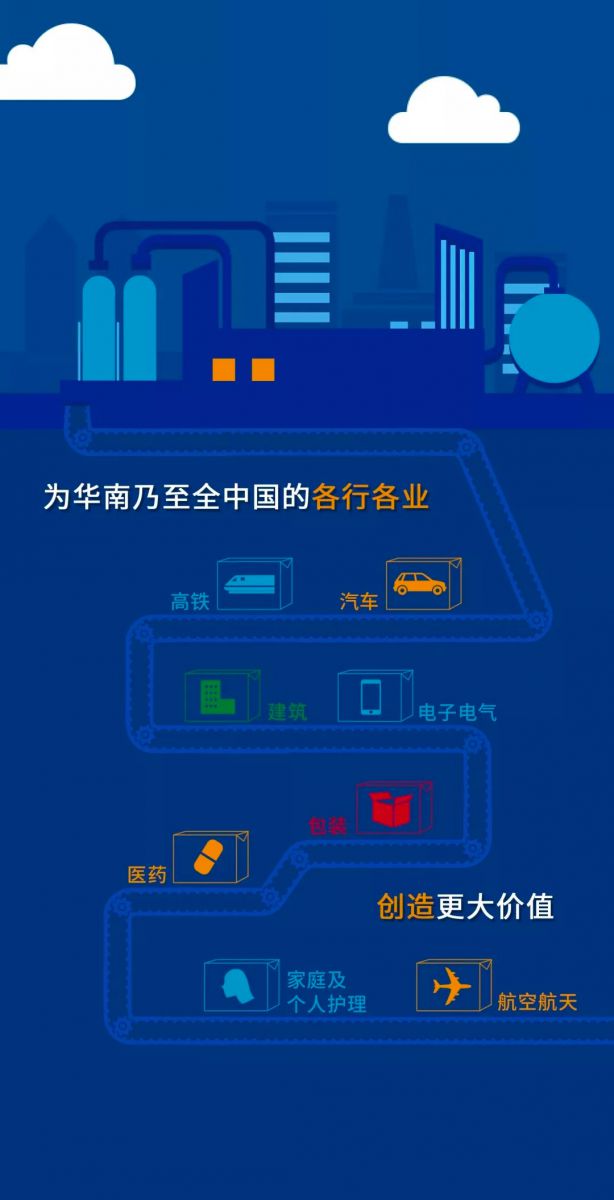 为华南乃至全中国的各行各业
高铁
汽车
建筑
电子电气
包装
医药
创造更大价值
家庭及
个人护理
航空航天